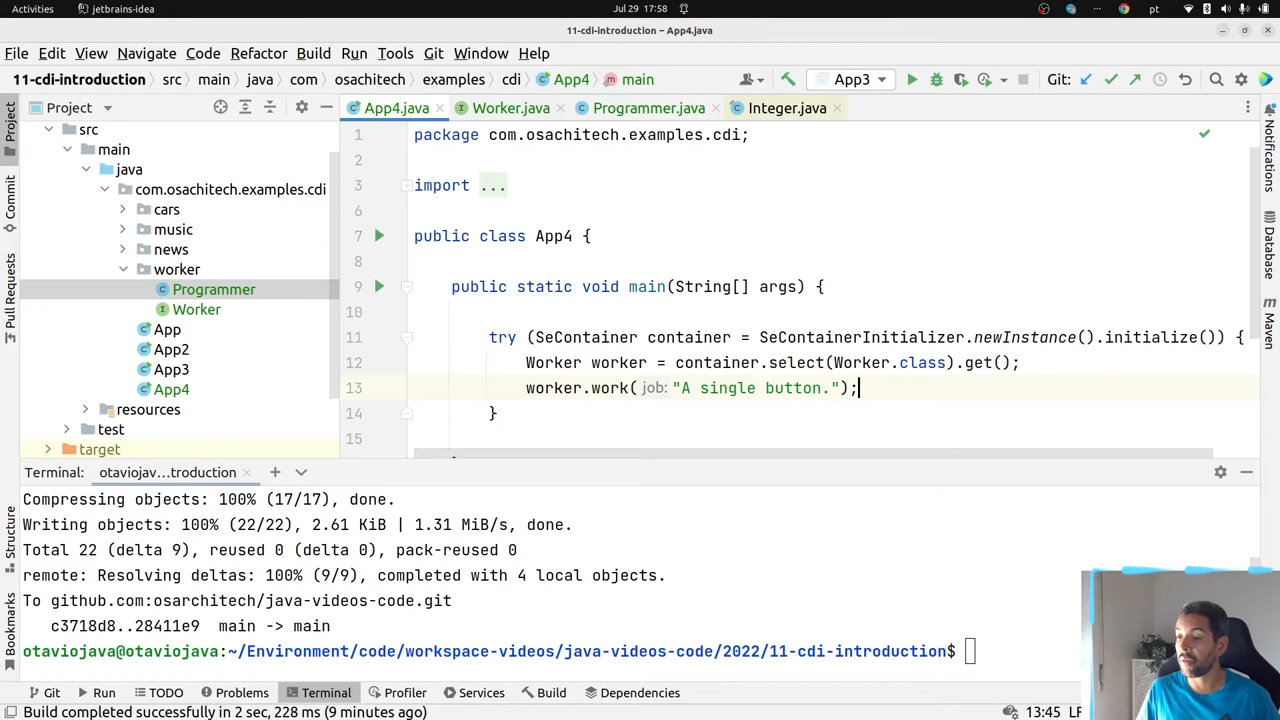 Activities
jetbrains-idea
Jul 29 17:58
pt
11-cdi-introduction – App4.java
File Edit View Navigate Code Refactor Build Run Tools Git Window Help
11-cdi-introduction src main java com osachitech examples cdi App4 main
App3
Git:
Project
App4.java
Worker.java
Programmer.java
Integer.java
src
main
java
com.osachitech.examples.cdi
cars
music
news
worker
Programmer
Worker
App
App2
App3
App4
resources
test
target
1 package com.osachitech.examples.cdi;
2
3 import ...
6
7 public class App4 {
8
9 public static void main(String[] args) {
10
11 try (SeContainer container = SeContainerInitializer.newInstance().initialize()) {
12 Worker worker = container.select(Worker.class).get();
13 worker.work( job: "A single button.");
14 }
15
Project
Commit
Pull Requests
Structure
Bookmarks
Notifications
Database
Maven
Terminal: otaviojav...troduction
Compressing objects: 100% (17/17), done.
Writing objects: 100% (22/22), 2.61 KiB | 1.31 MiB/s, done.
Total 22 (delta 9), reused 0 (delta 0), pack-reused 0
remote: Resolving deltas: 100% (9/9), completed with 4 local objects.
To github.com:osarchitech/java-videos-code.git
c3718d8..28411e9 main -> main
otaviojava@otaviojava:~/Environment/code/workspace-videos/java-videos-code/2022/11-cdi-introduction$
Git Run TODO Problems Terminal Profiler Services Build Dependencies
Build completed successfully in 2 sec, 228 ms (9 minutes ago)
13:45 LF